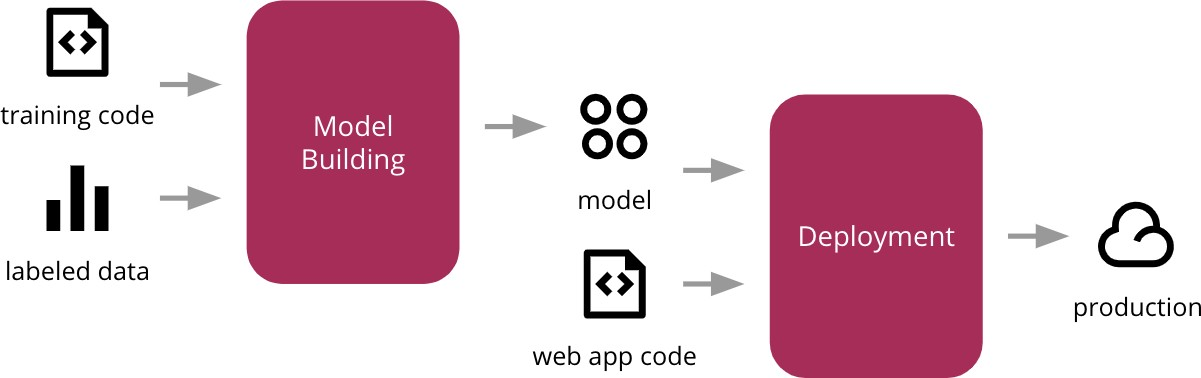 training code
labeled data
Model
Building
model
web app code
Deployment
production